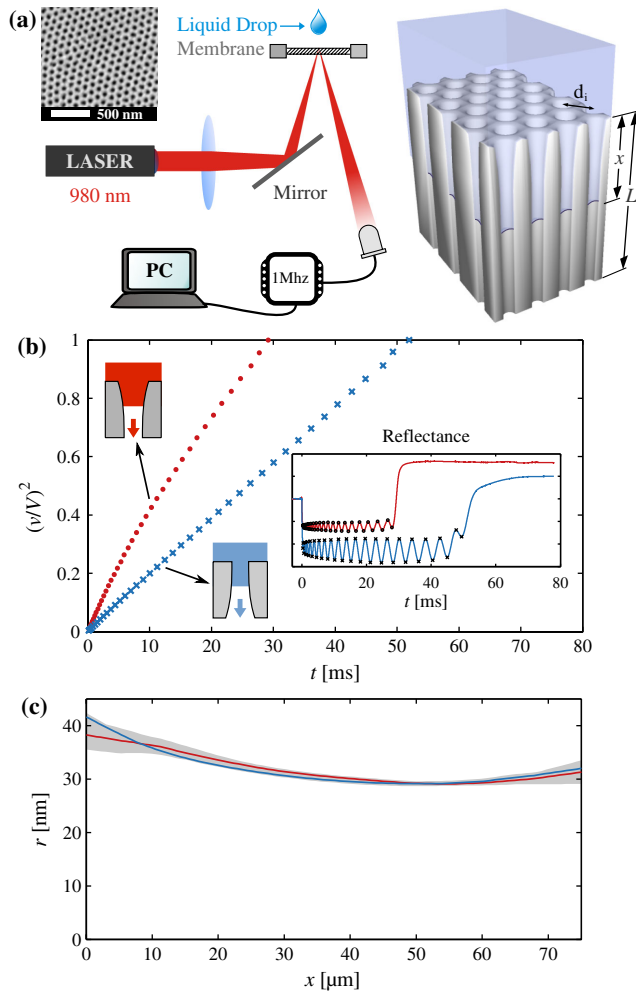 (a)
Liquid Drop
Membrane
500 nm
LASER
980 nm
Mirror
PC
1Mhz
d_i
x
L
(b)
1
0.8
0.6
0.4
0.2
0
(v/V)^2
0 10 20 30 40 50 60 70 80
t [ms]
Reflectance
0 20 40 60 80
t [ms]
(c)
40
30
20
10
0
r [nm]
0 10 20 30 40 50 60 70
x [µm]